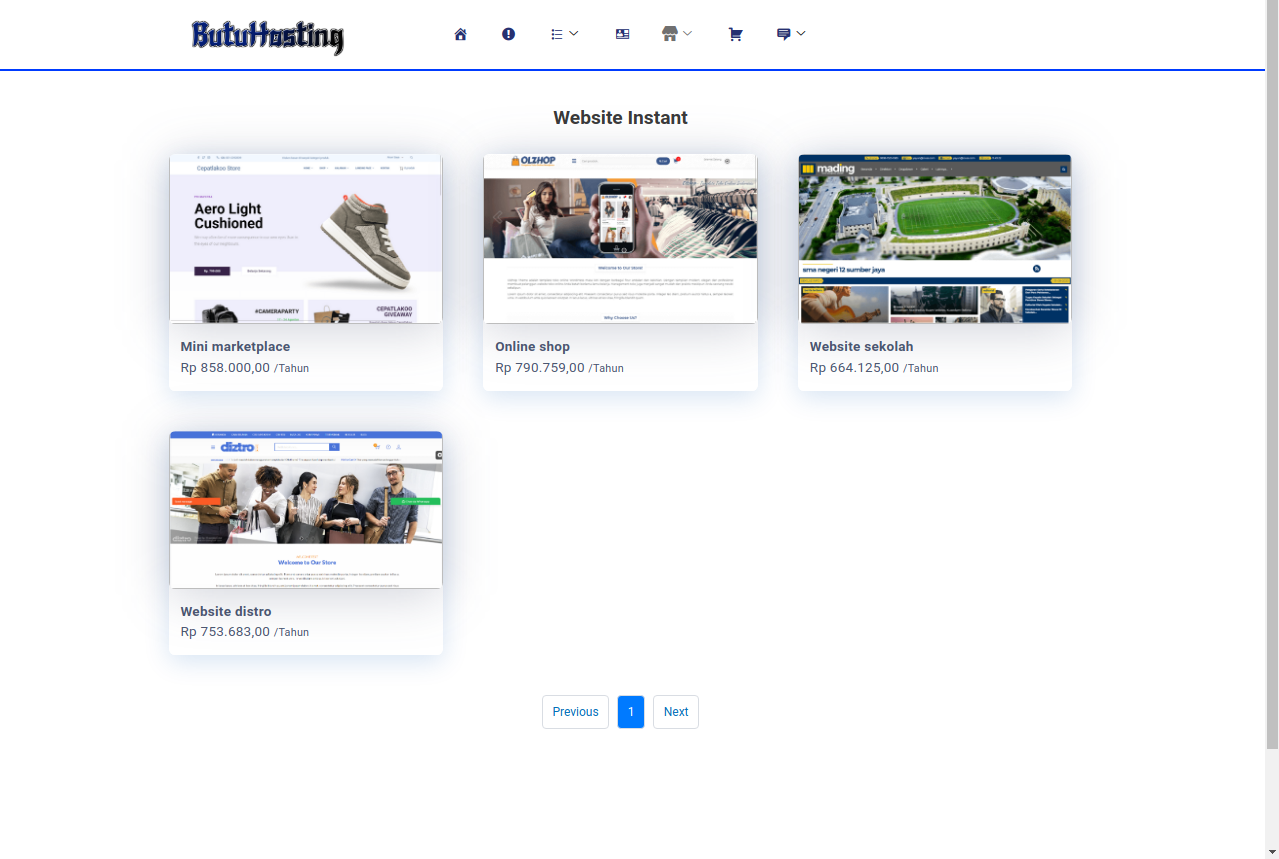 ButuHosting
Website Instant
Cepatlakoo Store
Aero Light
Cushioned
#CAMERAPARTY
CEPATLAKOO
GIVEAWAY
Mini marketplace
Rp 858.000,00 /Tahun
OLZHOP
Welcome to Our Store
Why Choose Us?
Online shop
Rp 790.759,00 /Tahun
mading
sma negeri 12 sumber jaya
Website sekolah
Rp 664.125,00 /Tahun
diztro
Welcome to Our Store
Website distro
Rp 753.683,00 /Tahun
Previous
1
Next